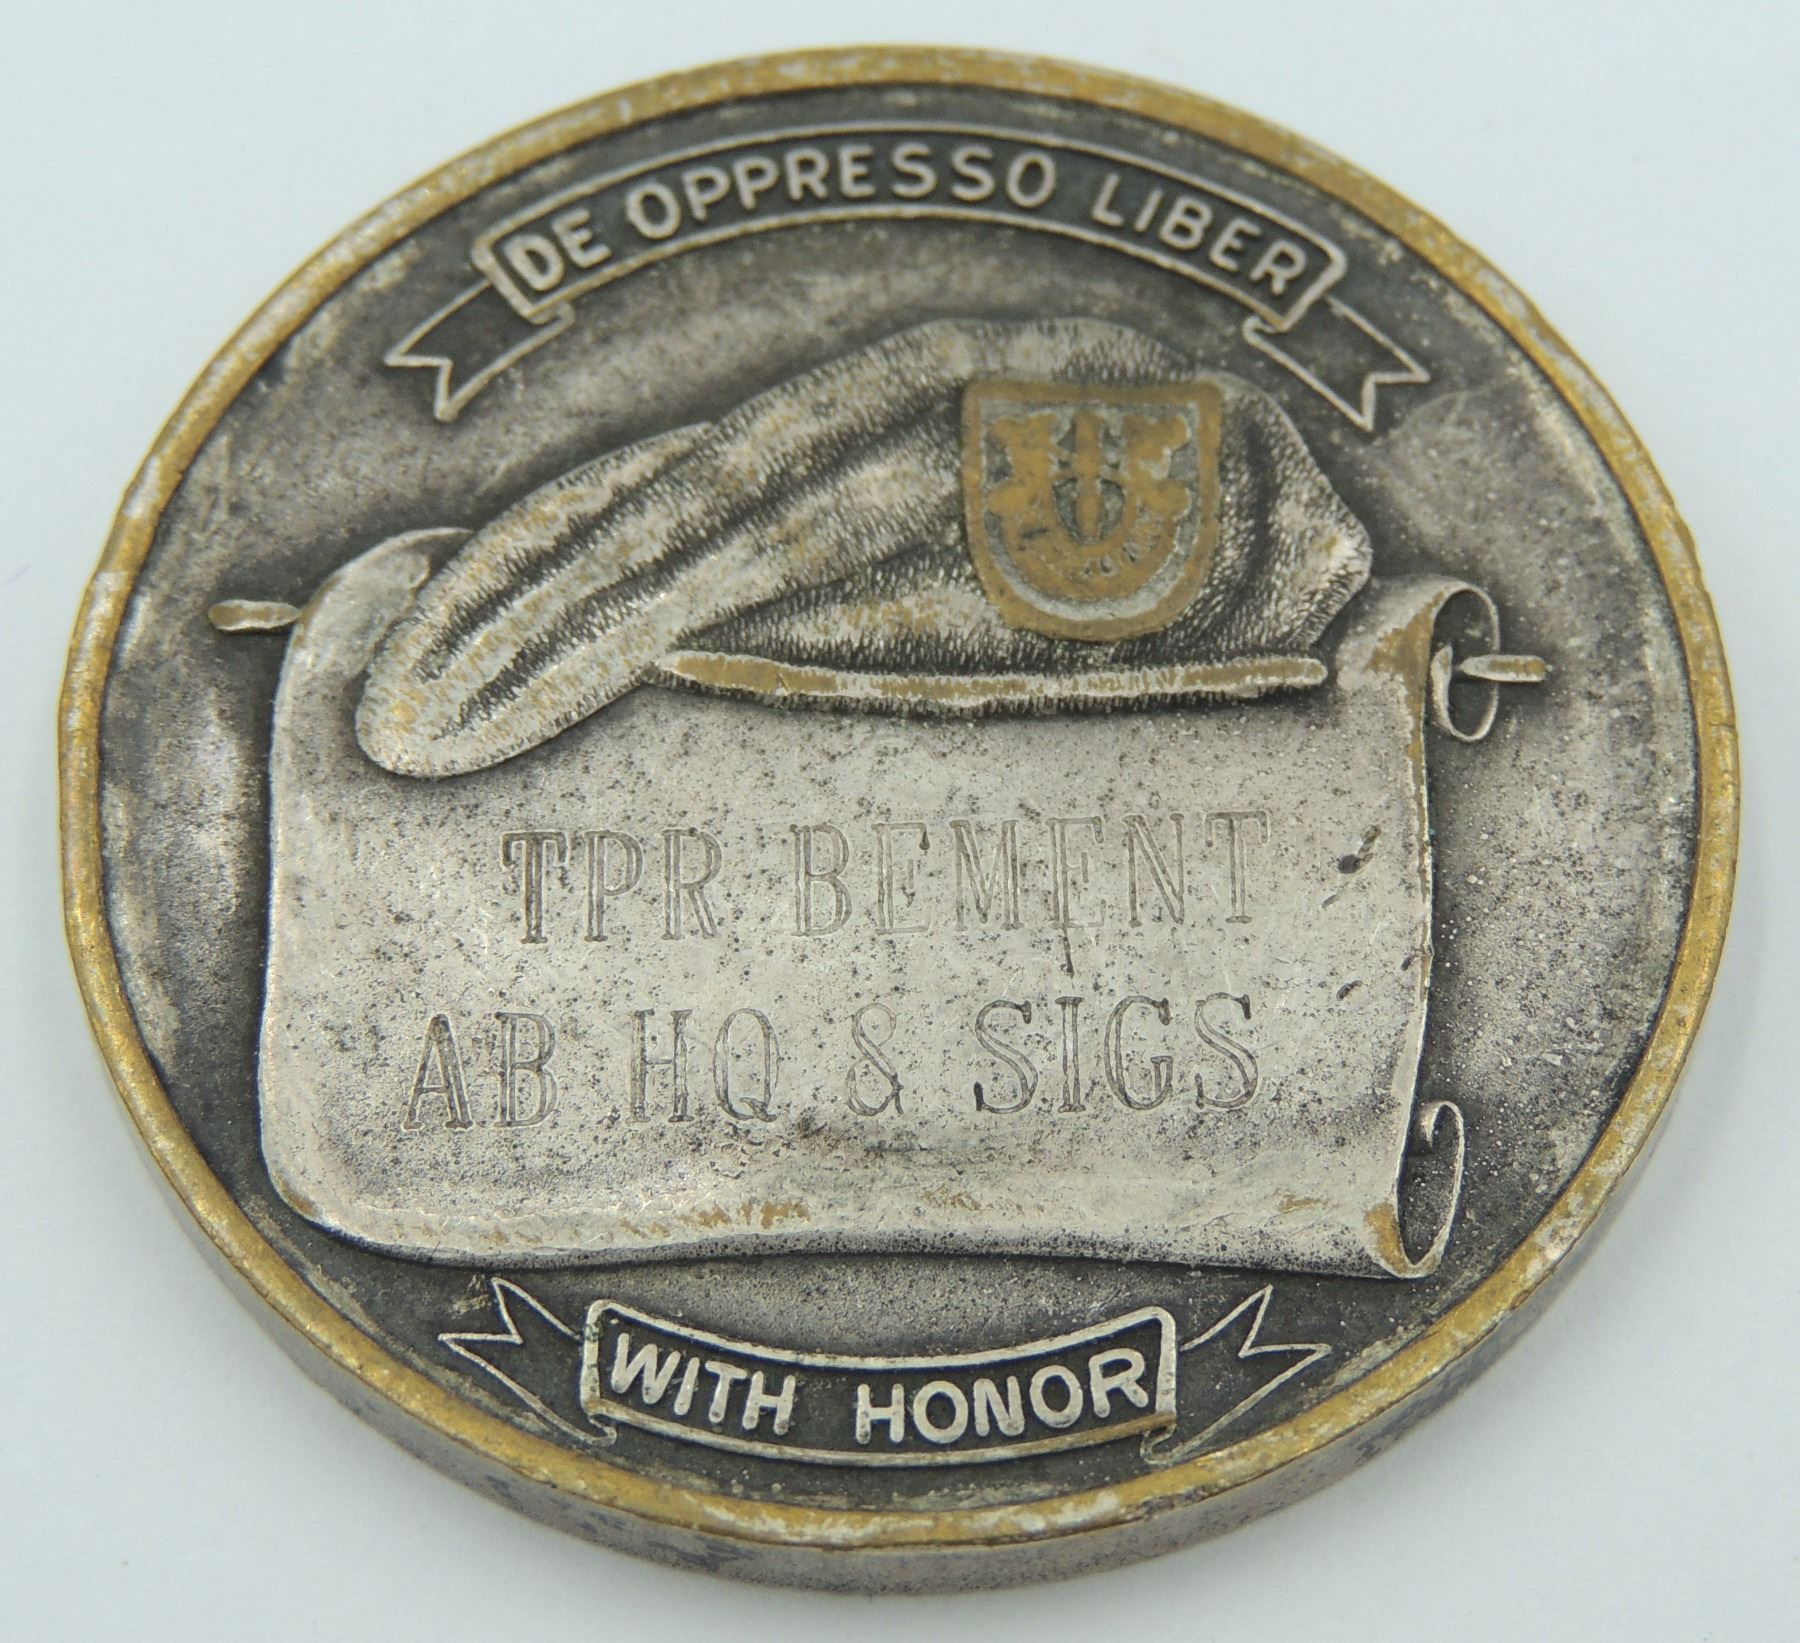 DE OPPRESSO LIBER
TPR BEMENT
AB HQ & SIGS
WITH HONOR